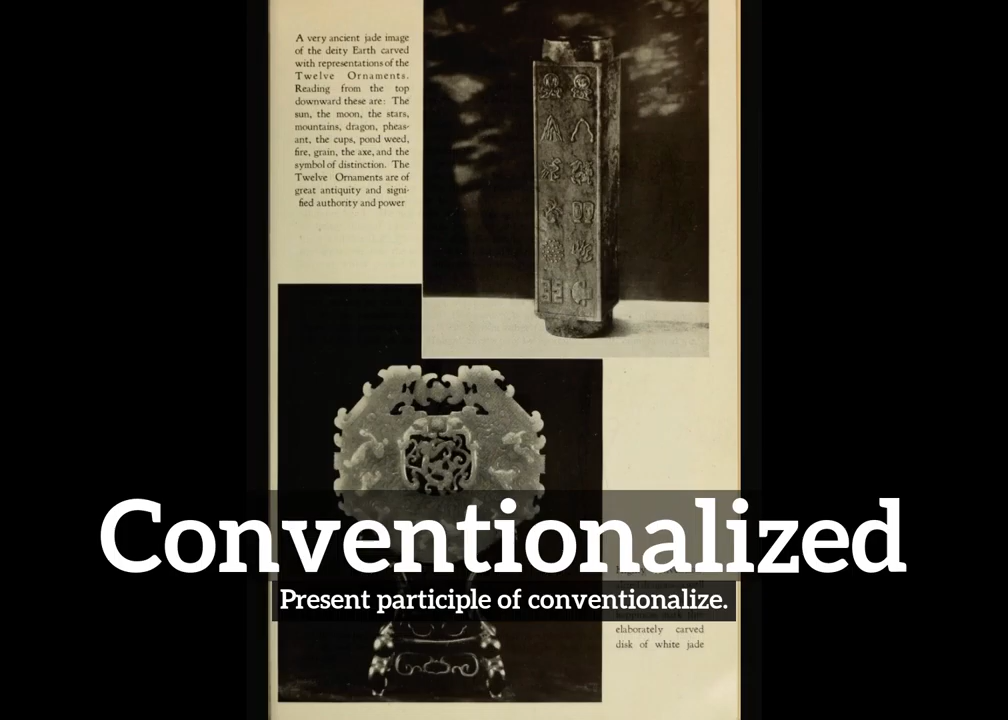 A very ancient jade image
of the deity Earth carved
with representations of the
Twelve Ornaments.
Reading from the top
downward these are: The
sun, the moon, the stars,
mountains, dragon, pheas-
ant, the cups, pond weed,
fire, grain, the axe, and the
symbol of distinction. The
Twelve Ornaments are of
great antiquity and signi-
fied authority and power
Conventionalized
Present participle of conventionalize.
elaborately carved
disk of white jade